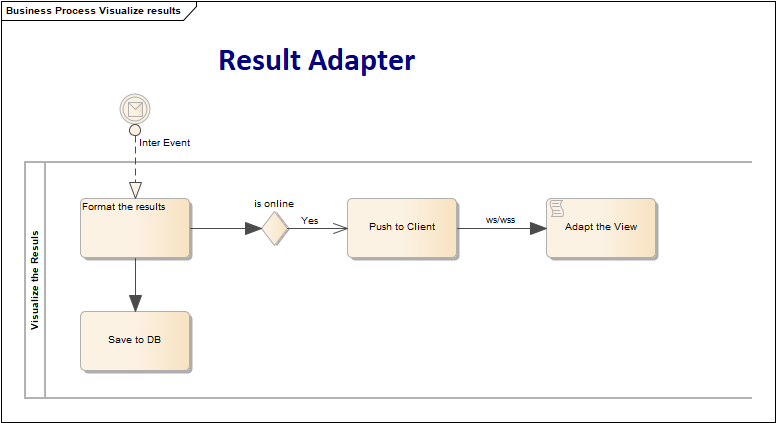 Business Process Visualize results
Result Adapter
Inter Event
Visualize the Resuls
Format the results
is online
Yes
Push to Client
ws/wss
Adapt the View
Save to DB